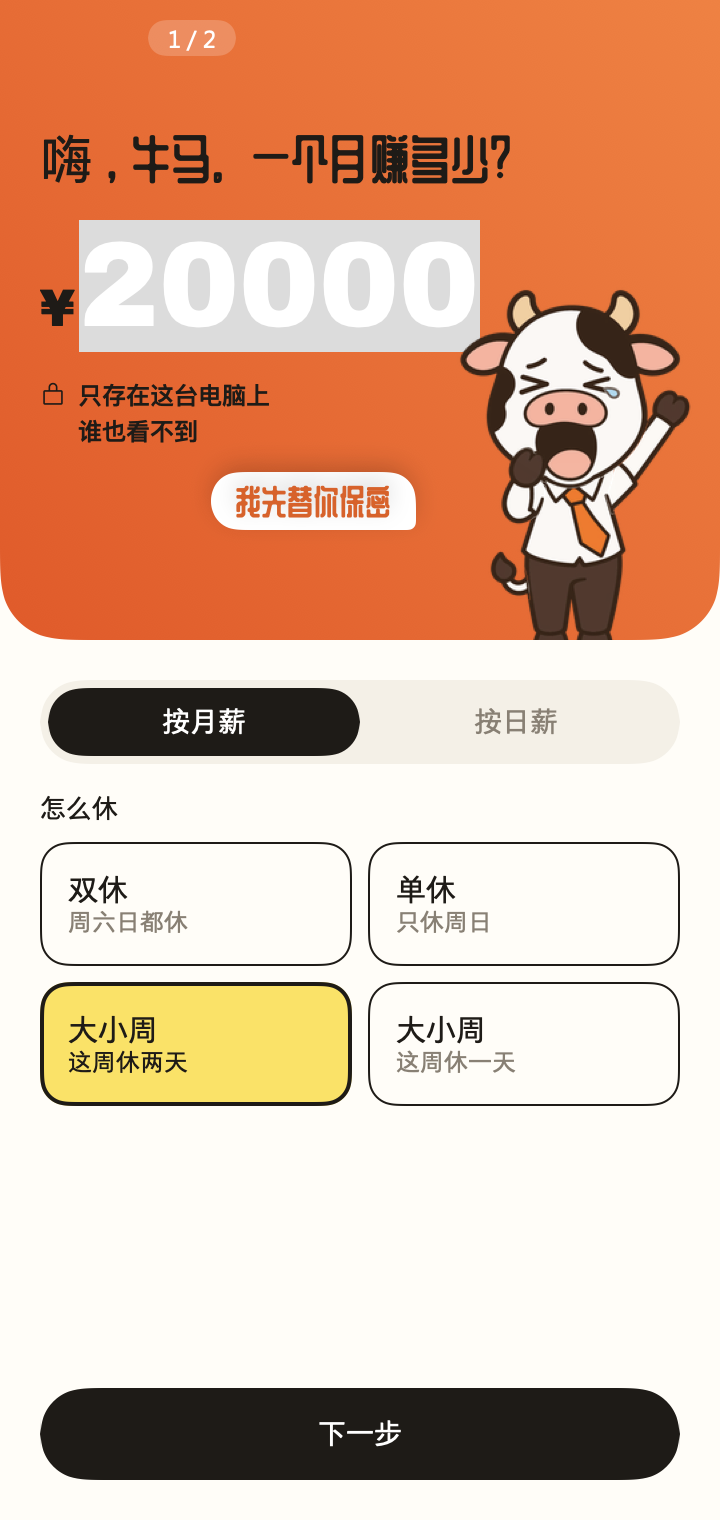 1 / 2
嗨，牛马。一个月赚多少？
¥20000
只存在这台电脑上
谁也看不到
我先替你保密
按月薪 按日薪
怎么休
双休 单休
周六日都休 只休周日
大小周 大小周
这周休两天 这周休一天
下一步